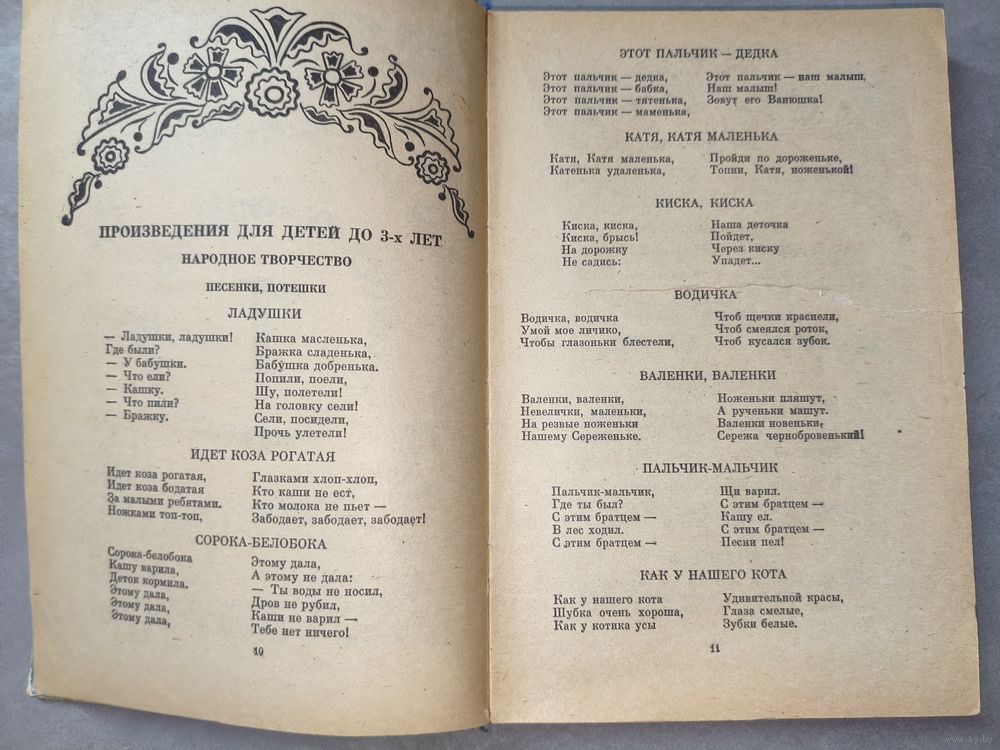 ПРОИЗВЕДЕНИЯ ДЛЯ ДЕТЕЙ ДО 3-х ЛЕТ
НАРОДНОЕ ТВОРЧЕСТВО
ПЕСЕНКИ, ПОТЕШКИ
ЛАДУШКИ
— Ладушки, ладушки!
Где были?
— У бабушки.
— Что ели?
— Кашку.
— Что пили?
— Бражку.
Кашка масленька,
Бражка сладенька,
Бабушка добренька.
Попили, поели,
Шу, полетели!
На головку сели!
Сели, посидели,
Прочь улетели!
ИДЕТ КОЗА РОГАТАЯ
Идет коза рогатая,
Идет коза бодатая
За малыми ребятами.
Ножками топ-топ,
Глазками хлоп-хлоп,
Кто каши не ест,
Кто молока не пьет —
Забодает, забодает, забодает!
СОРОКА-БЕЛОБОКА
Сорока-белобока
Кашу варила,
Деток кормила.
Этому дала,
Этому дала,
Этому дала,
Этому дала,
А этому не дала:
— Ты воды не носил,
Дров не рубил,
Каши не варил —
Тебе нет ничего!
10
ЭТОТ ПАЛЬЧИК — ДЕДКА
Этот пальчик — дедка,
Этот пальчик — бабка,
Этот пальчик — тятенька,
Этот пальчик — маменька,
Этот пальчик — наш малыш,
Наш малыш!
Зовут его Ванюшка!
КАТЯ, КАТЯ МАЛЕНЬКА
Катя, Катя маленька,
Катенька удаленька,
Пройди по дороженьке,
Топни, Катя, ноженькой!
КИСКА, КИСКА
Киска, киска,
Киска, брысь!
На дорожку
Не садись:
Наша деточка
Пойдет,
Через киску
Упадет...
ВОДИЧКА
Водичка, водичка
Умой мое личико,
Чтобы глазоньки блестели,
Чтоб щечки краснели,
Чтоб смеялся роток,
Чтоб кусался зубок.
ВАЛЕНКИ, ВАЛЕНКИ
Валенки, валенки,
Невелички, маленьки,
На резвые ноженьки
Нашему Сереженьке.
Ноженьки пляшут,
А рученьки машут.
Валенки новеньки,
Сережа чернобровенький!
ПАЛЬЧИК-МАЛЬЧИК
Пальчик-мальчик,
Где ты был?
С этим братцем —
В лес ходил.
С этим братцем —
Щи варил.
С этим братцем —
Кашу ел.
С этим братцем —
Песни пел!
КАК У НАШЕГО КОТА
Как у нашего кота
Шубка очень хороша,
Как у котика усы
Удивительной красы,
Глаза смелые,
Зубки белые.
11
www.ay.by